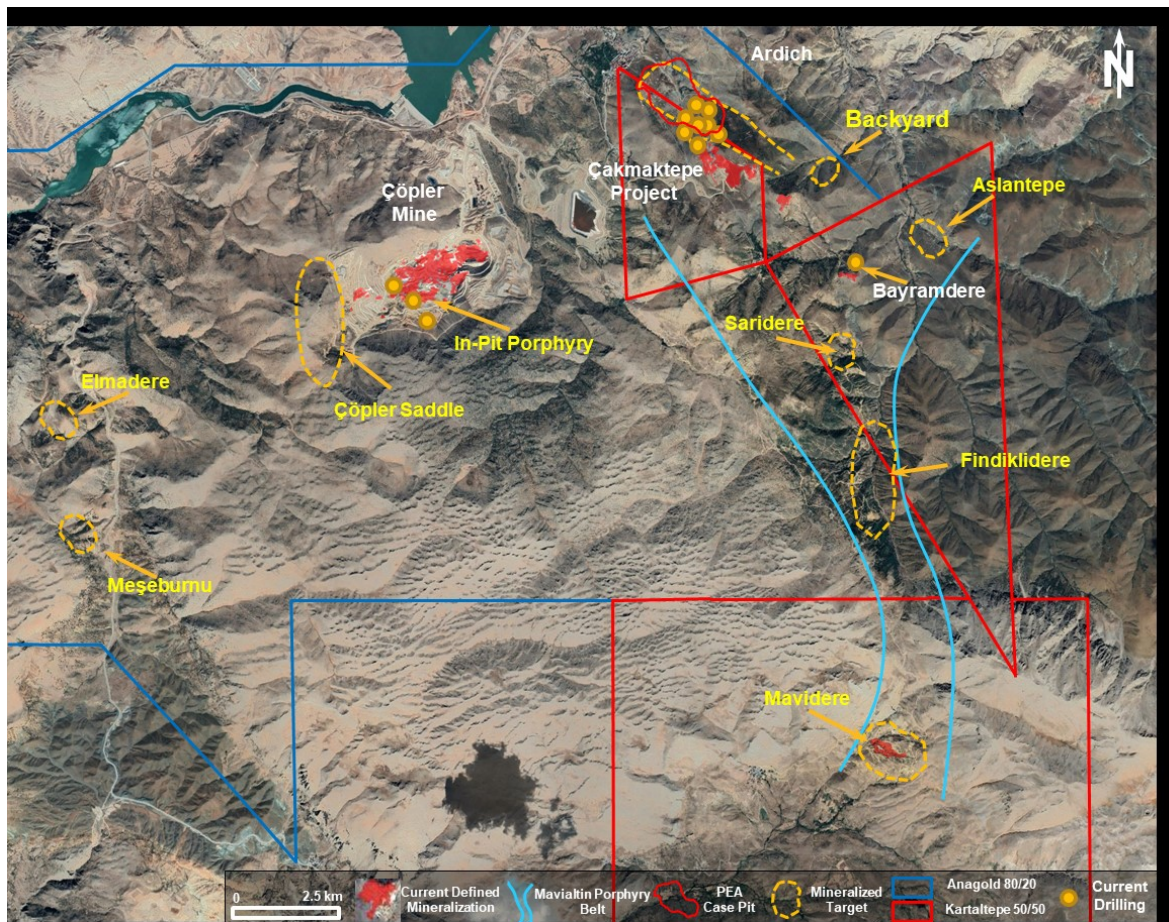 Ardich
N
Backyard
Çakmaktepe
Project
Çöpler
Mine
Aslantepe
Bayramdere
Saridere
In-Pit Porphyry
Elmadere
Çöpler Saddle
Findiklidere
Meşeburnu
Mavidere
0 2.5 km
Current Defined
Mineralization
Mavialtin Porphyry
Belt
PEA
Case Pit
Mineralized
Target
Anagold 80/20
Kartaltepe 50/50
Current
Drilling